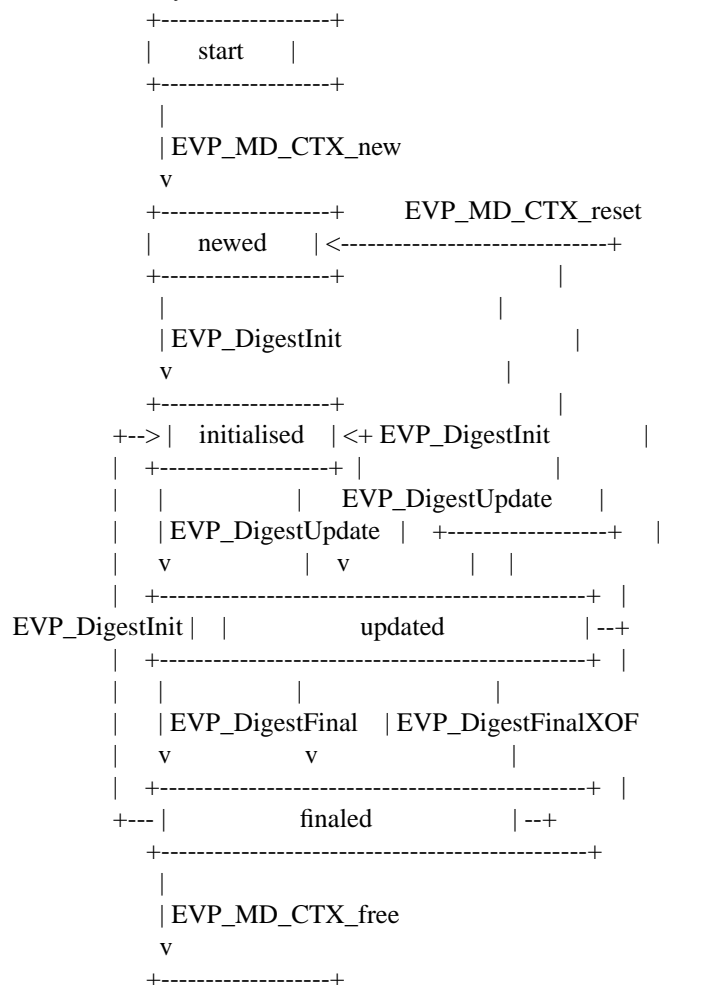 +-------------------+
| start |
+-------------------+
|
| EVP_MD_CTX_new
v
+-------------------+ EVP_MD_CTX_reset
| newed | <------------------------------+
+-------------------+ |
| |
| EVP_DigestInit |
v |
+-------------------+ |
+--> | initialised | <+ EVP_DigestInit |
| +-------------------+ | |
| | | EVP_DigestUpdate |
| | EVP_DigestUpdate | +------------------+ |
| v | v | |
| +------------------------------------------------+ |
EVP_DigestInit | | updated | --+
| +------------------------------------------------+ |
| | | |
| | EVP_DigestFinal | EVP_DigestFinalXOF
| v v |
| +------------------------------------------------+ |
+--- | finaled | --+
+------------------------------------------------+
|
| EVP_MD_CTX_free
v
+-------------------+